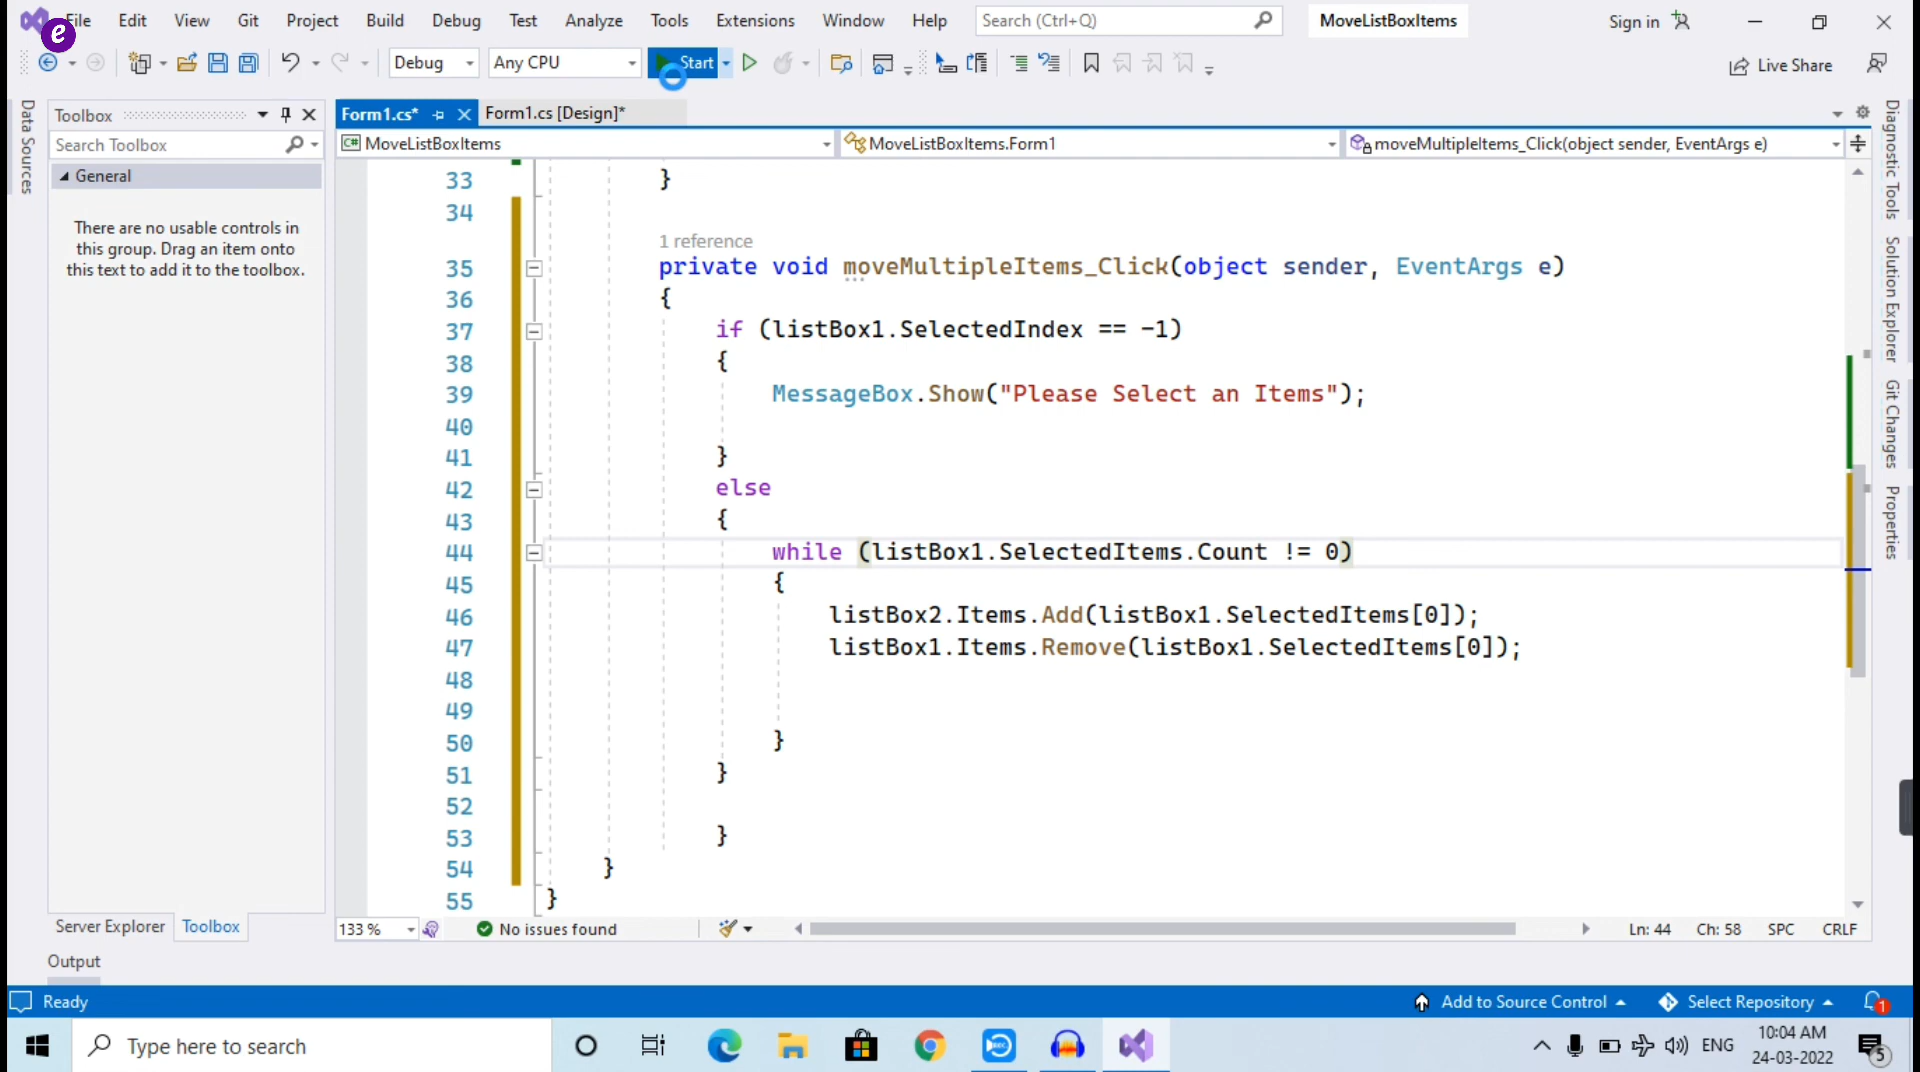 File Edit View Git Project Build Debug Test Analyze Tools Extensions Window Help Search (Ctrl+Q) MoveListBoxItems Sign in
e
Debug Any CPU Start Live Share
Data Sources
Toolbox
Search Toolbox
General
There are no usable controls in
this group. Drag an item onto
this text to add it to the toolbox.
Server Explorer Toolbox
Form1.cs* Form1.cs [Design]*
C# MoveListBoxItems MoveListBoxItems.Form1 moveMultipleItems_Click(object sender, EventArgs e)
33 }
34
1 reference
35 private void moveMultipleItems_Click(object sender, EventArgs e)
36 {
37 if (listBox1.SelectedIndex == -1)
38 {
39 MessageBox.Show("Please Select an Items");
40
41 }
42 else
43 {
44 while (listBox1.SelectedItems.Count != 0)
45 {
46 listBox2.Items.Add(listBox1.SelectedItems[0]);
47 listBox1.Items.Remove(listBox1.SelectedItems[0]);
48
49
50 }
51 }
52
53 }
54 }
55 }
133 % No issues found Ln: 44 Ch: 58 SPC CRLF
Diagnostic Tools
Solution Explorer
Git Changes
Properties
Output
Ready Add to Source Control Select Repository 1
Type here to search REC ENG 10:04 AM
24-03-2022 5